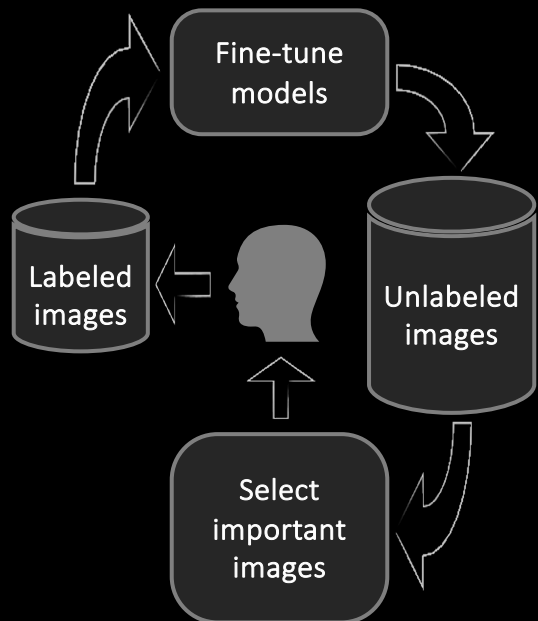 Fine-tune
models
Labeled
images
Unlabeled
images
Select
important
images